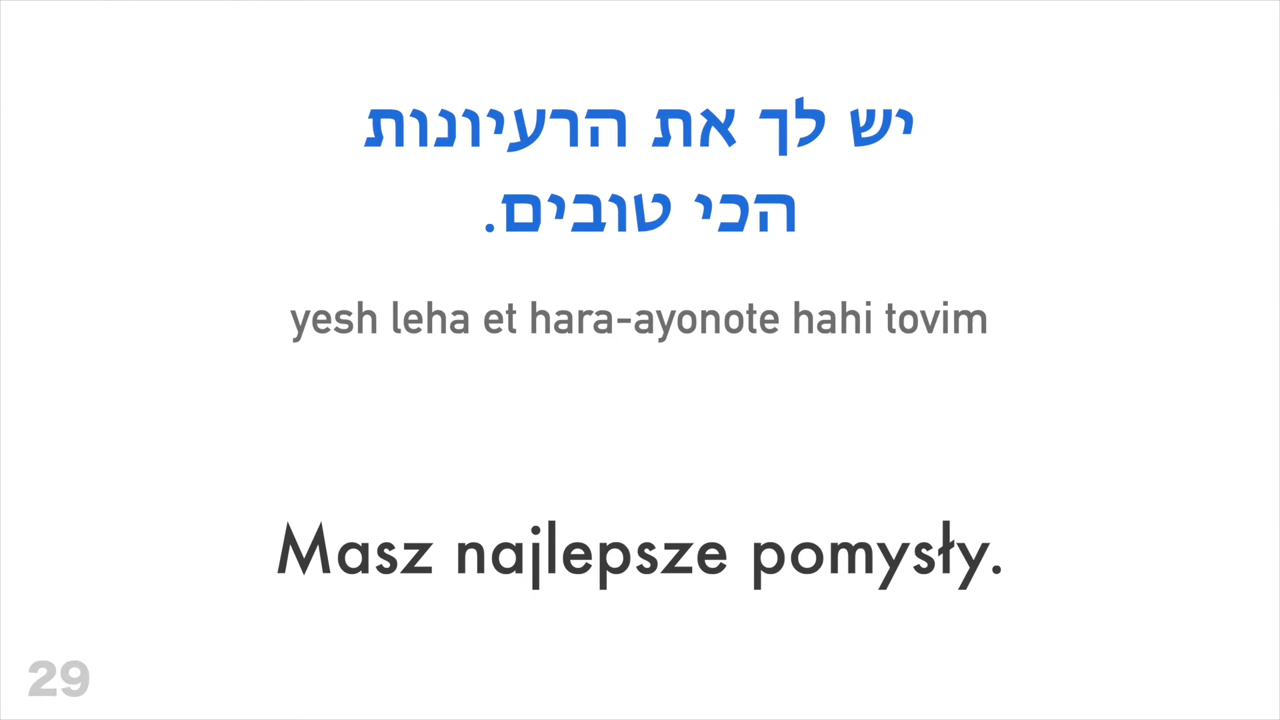 יש לך את הרעיונות
הכי טובים.
yesh leha et hara-ayonote hahi tovim
Masz najlepsze pomysły.
29